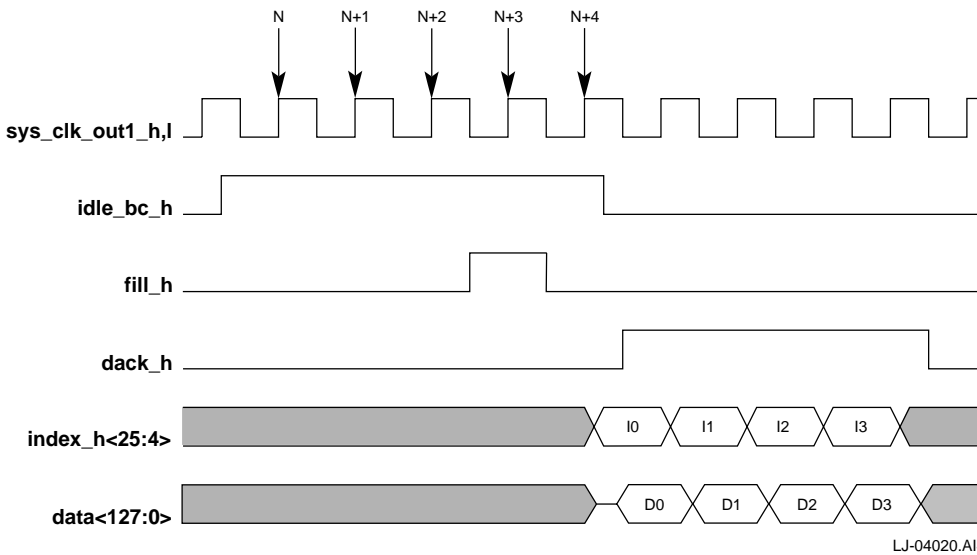 N N+1 N+2 N+3 N+4
sys_clk_out1_h,l
idle_bc_h
fill_h
dack_h
index_h<25:4> I0 I1 I2 I3
data<127:0> D0 D1 D2 D3
LJ-04020.AI